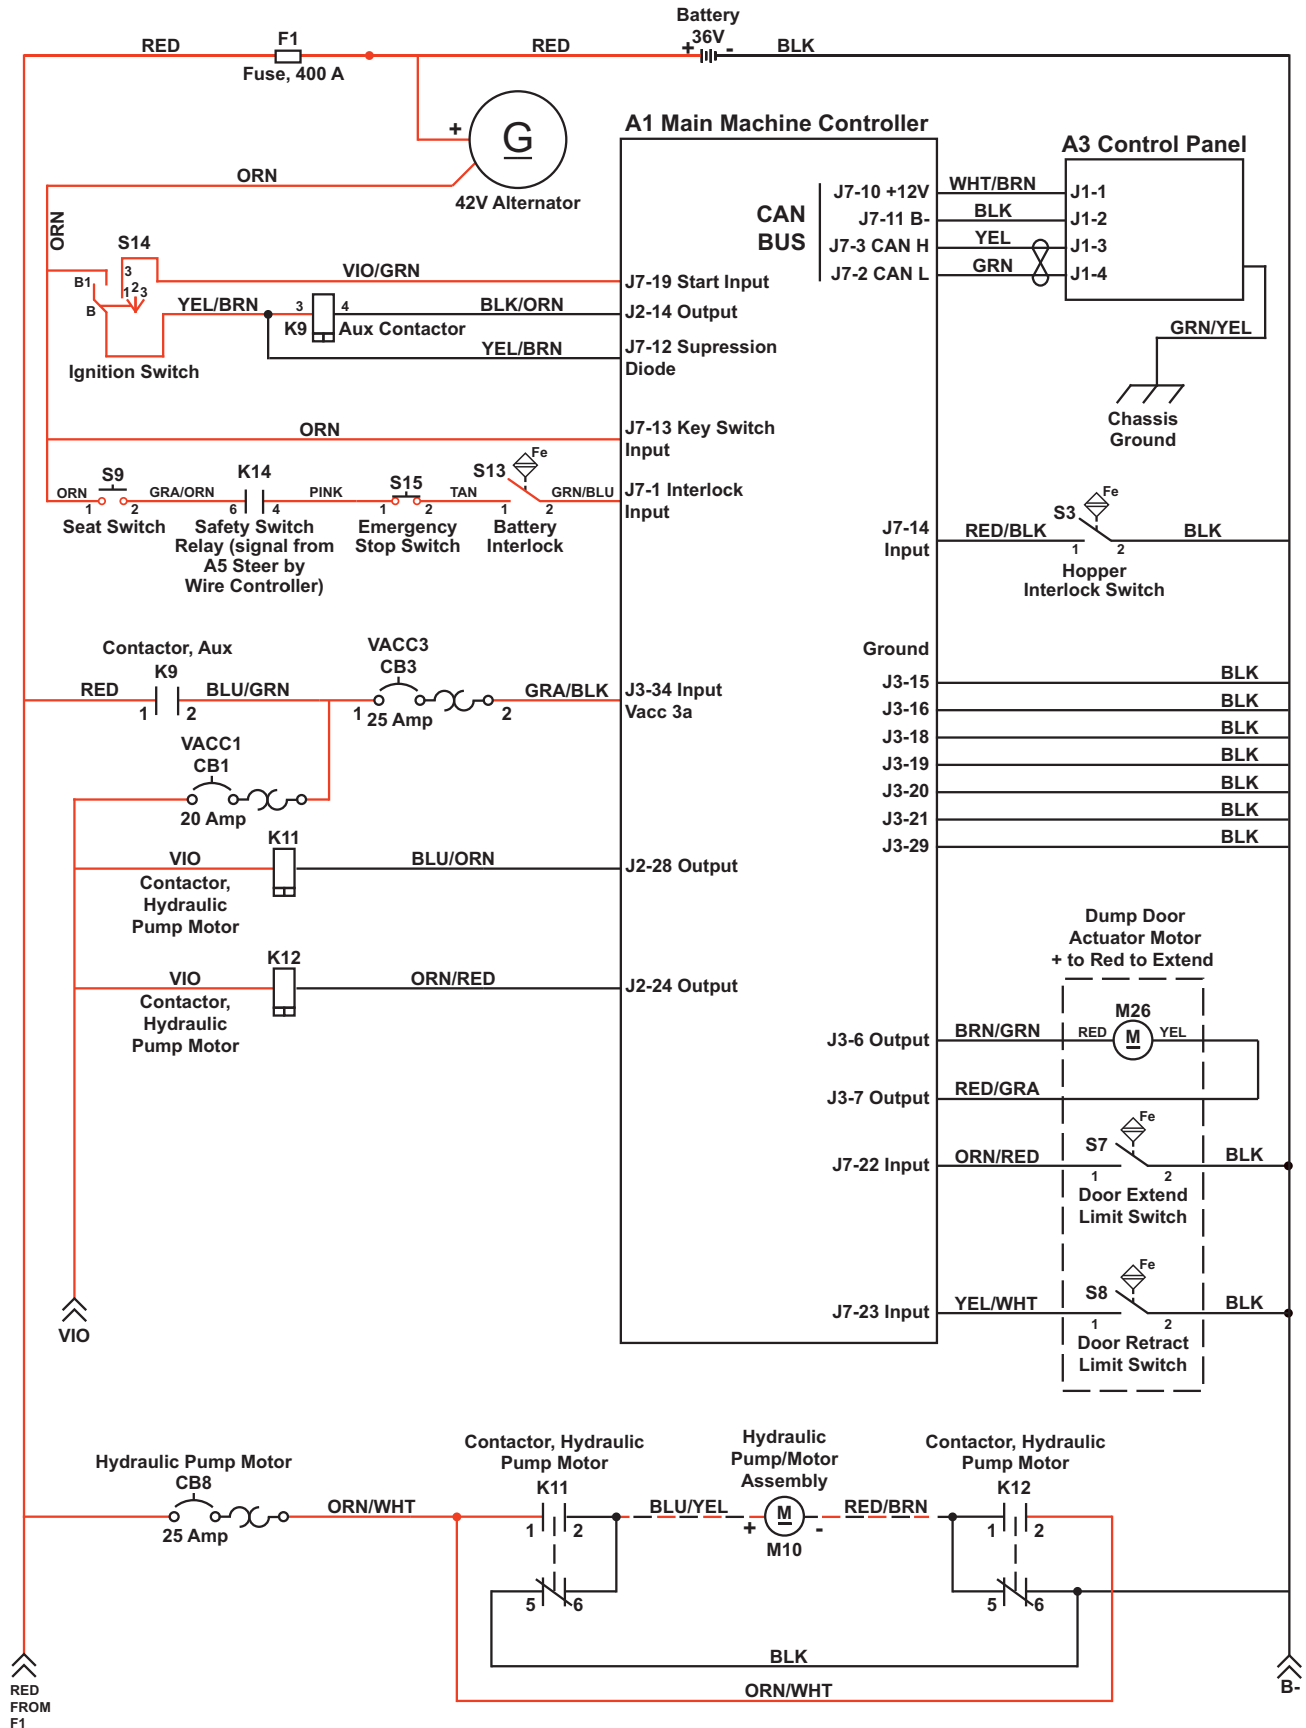 Battery
36V
RED
F1
RED
+
-
BLK
Fuse, 400 A
+
G
42V Alternator
ORN
ORN
A1 Main Machine Controller
A3 Control Panel
CAN
BUS
J7-10 +12V
WHT/BRN
J1-1
J7-11 B-
BLK
J1-2
J7-3 CAN H
YEL
J1-3
J7-2 CAN L
GRN
J1-4
GRN/YEL
Chassis
Ground
S14
3
B1
1 2 3
B
Ignition Switch
VIO/GRN
J7-19 Start Input
YEL/BRN
3
4
K9
Aux Contactor
BLK/ORN
J2-14 Output
YEL/BRN
J7-12 Supression
Diode
ORN
J7-13 Key Switch
Input
ORN
S9
1
2
Seat Switch
GRA/ORN
K14
6
4
Safety Switch
Relay (signal from
A5 Steer by
Wire Controller)
PINK
S15
1
2
Emergency
Stop Switch
TAN
S13
Fe
1
2
Battery
Interlock
GRN/BLU
J7-1 Interlock
Input
J7-14
Input
RED/BLK
S3
Fe
1
2
BLK
Hopper
Interlock Switch
Contactor, Aux
K9
RED
1
2
BLU/GRN
VACC3
CB3
1
25 Amp
2
GRA/BLK
J3-34 Input
Vacc 3a
VACC1
CB1
20 Amp
Ground
J3-15
BLK
J3-16
BLK
J3-18
BLK
J3-19
BLK
J3-20
BLK
J3-21
BLK
J3-29
BLK
K11
VIO
BLU/ORN
J2-28 Output
Contactor,
Hydraulic
Pump Motor
K12
VIO
ORN/RED
J2-24 Output
Contactor,
Hydraulic
Pump Motor
Dump Door
Actuator Motor
+ to Red to Extend
M26
J3-6 Output
BRN/GRN
RED
M
YEL
J3-7 Output
RED/GRA
Fe
S7
J7-22 Input
ORN/RED
1
2
BLK
Door Extend
Limit Switch
Fe
S8
J7-23 Input
YEL/WHT
1
2
BLK
Door Retract
Limit Switch
VIO
Hydraulic Pump Motor
CB8
25 Amp
ORN/WHT
Contactor, Hydraulic
Pump Motor
K11
1
2
5
6
BLU/YEL
Hydraulic
Pump/Motor
Assembly
+
M
-
M10
RED/BRN
Contactor, Hydraulic
Pump Motor
K12
1
2
5
6
BLK
ORN/WHT
RED
FROM
F1
B-